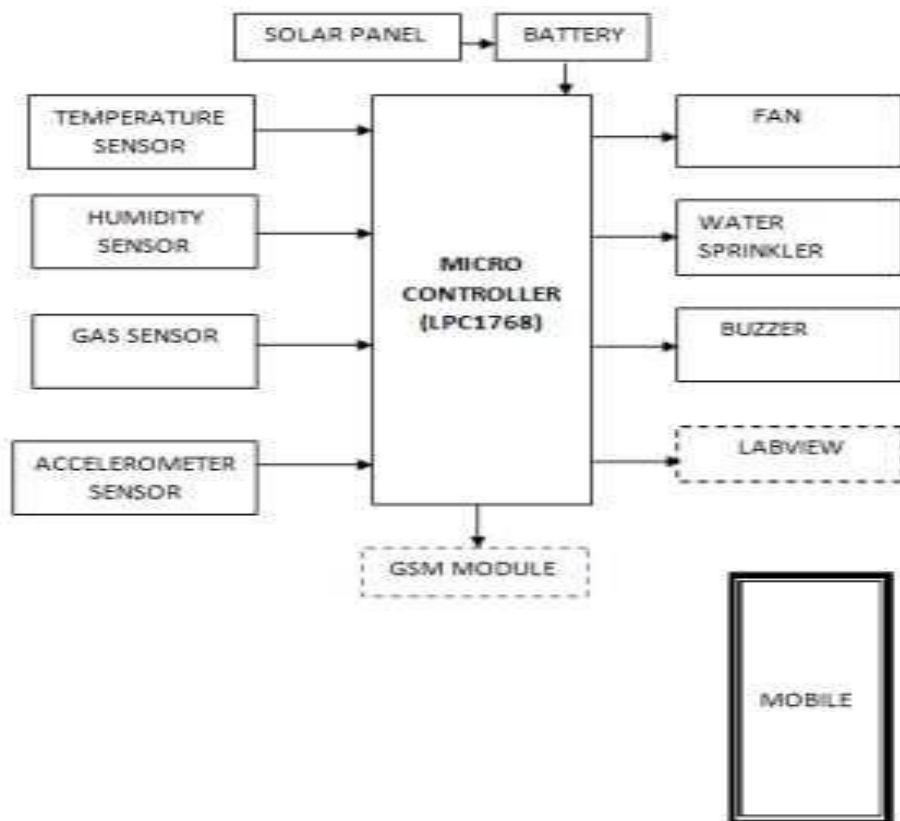 SOLAR PANEL
BATTERY
TEMPERATURE
SENSOR
FAN
HUMIDITY
SENSOR
WATER
SPRINKLER
MICRO
CONTROLLER
(LPC1768)
GAS SENSOR
BUZZER
ACCELEROMETER
SENSOR
LABVIEW
GSM MODULE
MOBILE